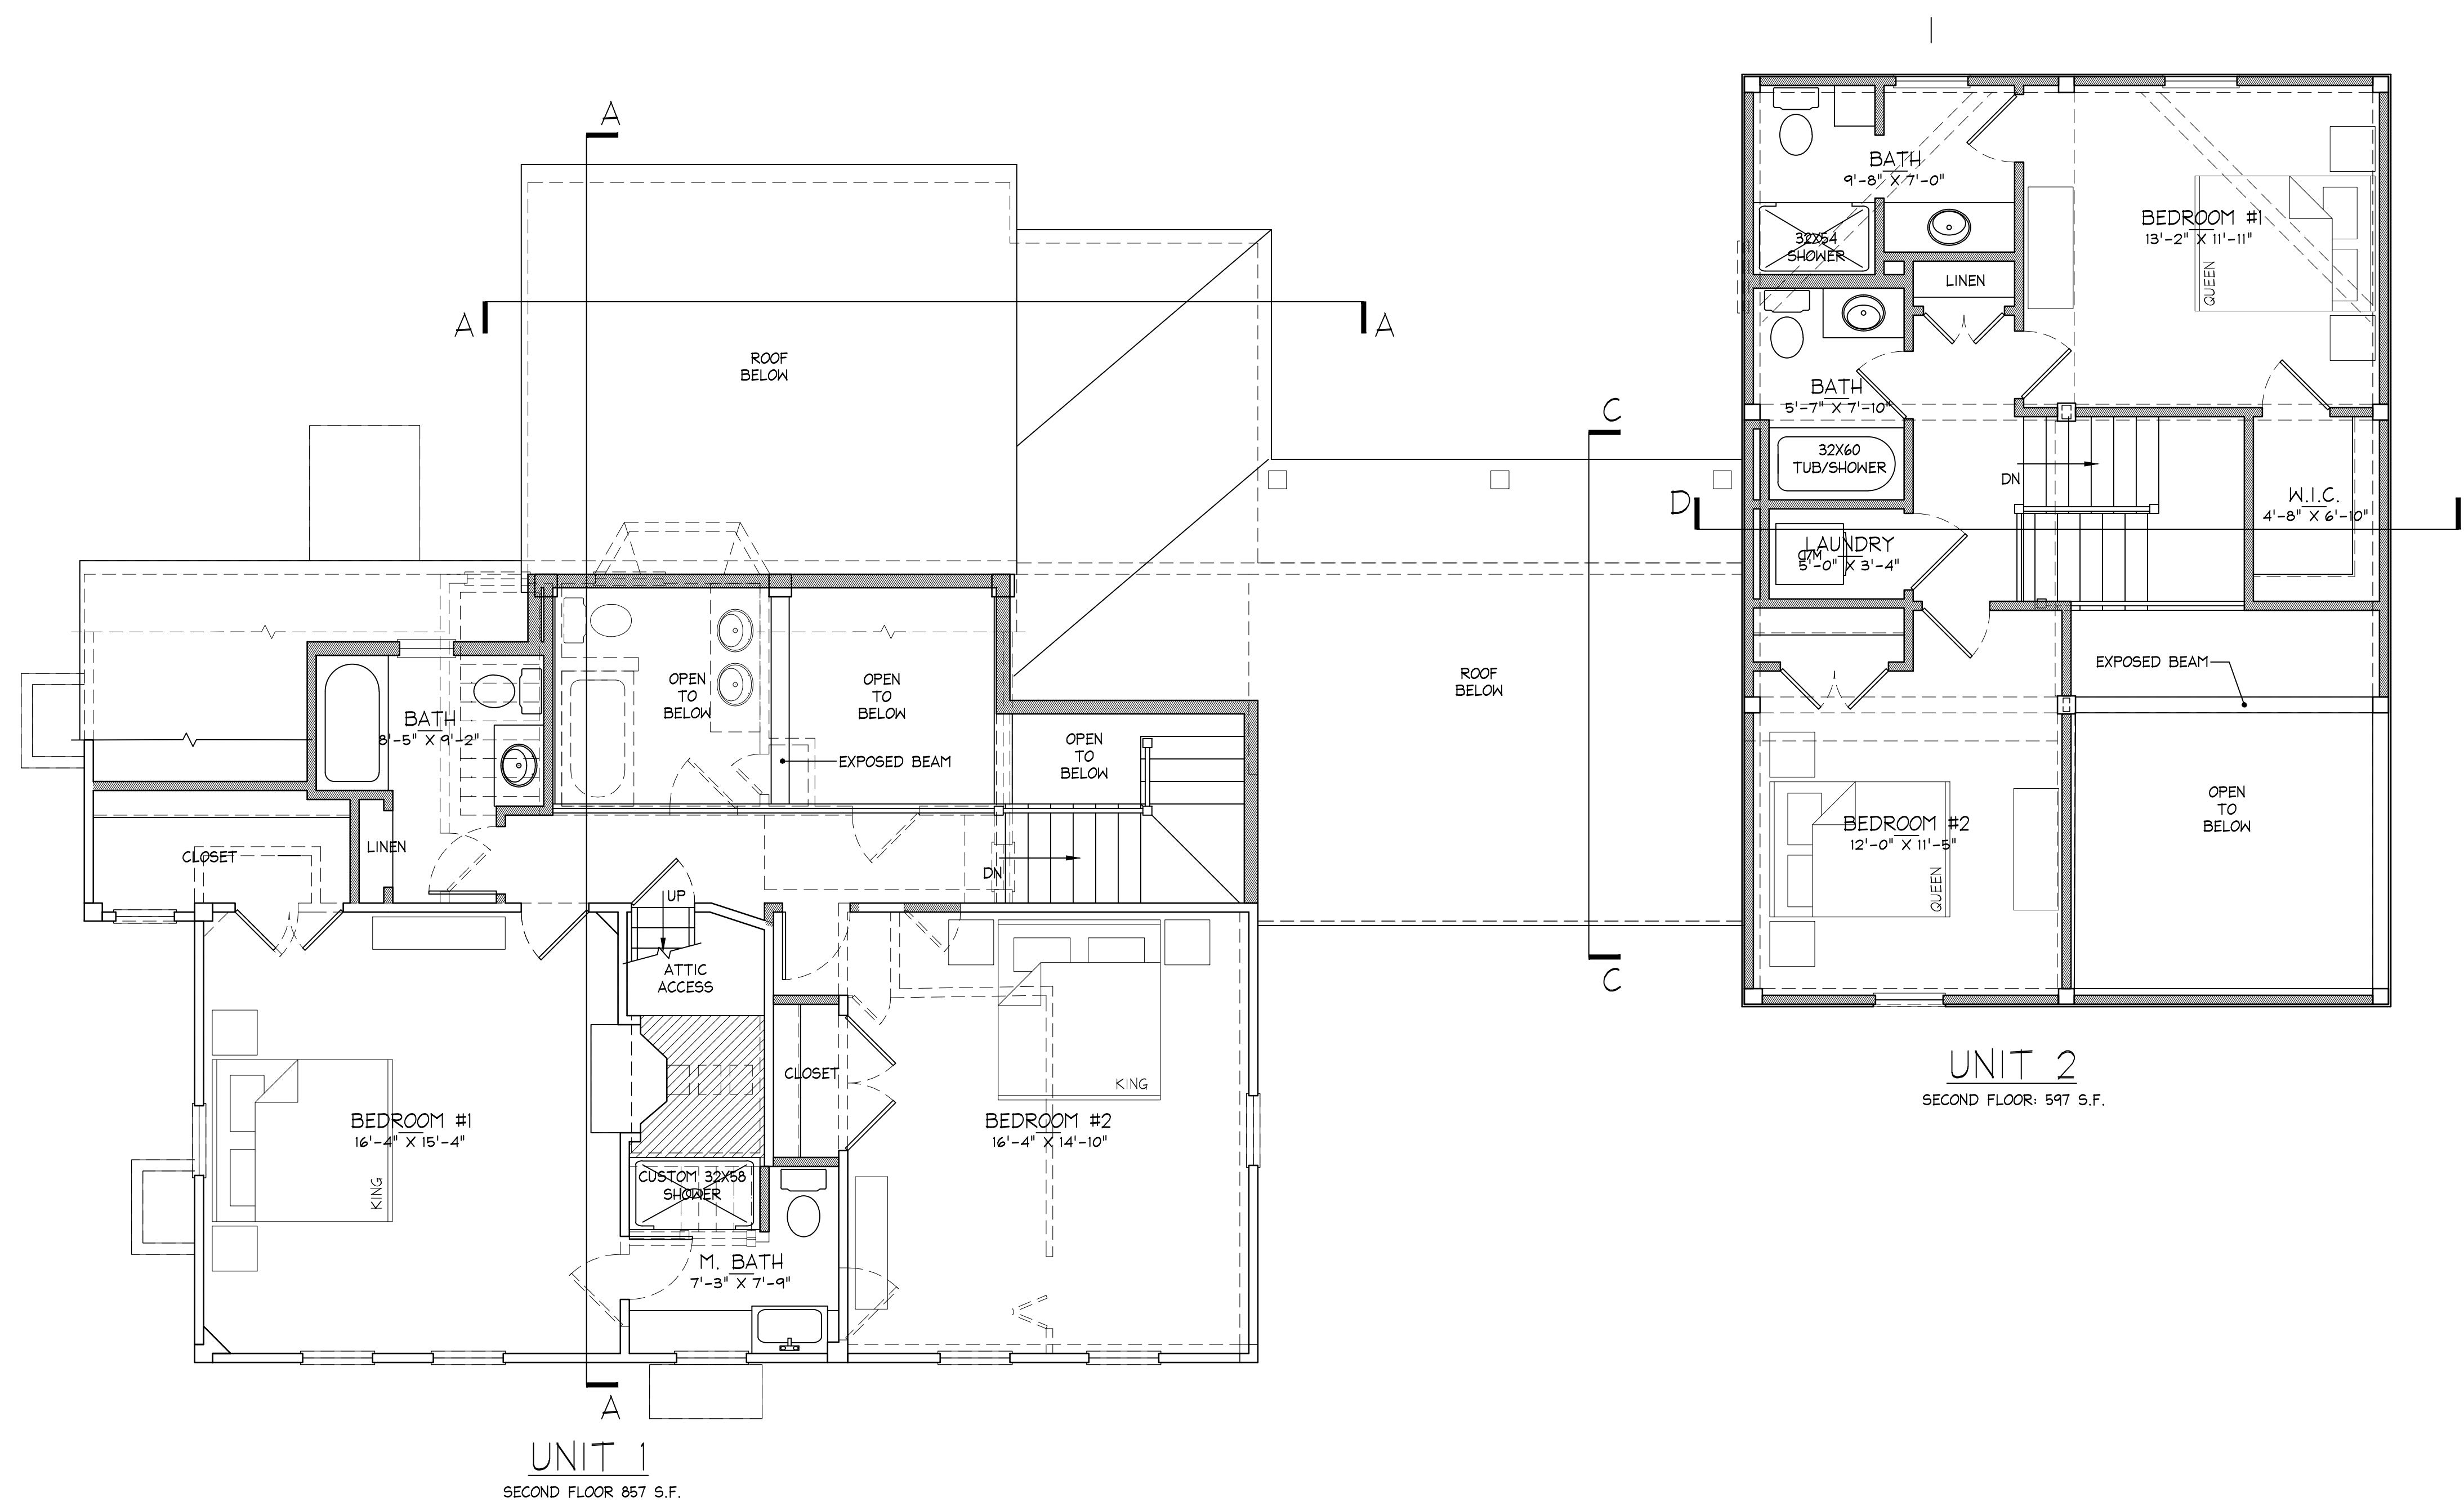 A
A
A
ROOF
BELOW
OPEN
TO
BELOW
OPEN
TO
BELOW
EXPOSED BEAM
OPEN
TO
BELOW
BATH
8'-5" X 9'-2"
LINEN
CLOSET
DN
UP
ATTIC
ACCESS
CLOSET
BEDROOM #1
16'-4" X 15'-4"
KING
BEDROOM #2
16'-4" X 14'-10"
KING
CUSTOM 32X58
SHOWER
M. BATH
7'-3" X 7'-9"
A
UNIT 1
SECOND FLOOR 857 S.F.
ROOF
BELOW
C
C
D
BATH
9'-8" X 7'-0"
32X54
SHOWER
LINEN
BEDROOM #1
13'-2" X 11'-11"
QUEEN
BATH
5'-7" X 7'-10"
32X60
TUB/SHOWER
DN
W.I.C.
4'-8" X 6'-10"
LAUNDRY
5'-0" X 3'-4"
EXPOSED BEAM
BEDROOM #2
12'-0" X 11'-5"
QUEEN
OPEN
TO
BELOW
UNIT 2
SECOND FLOOR: 597 S.F.